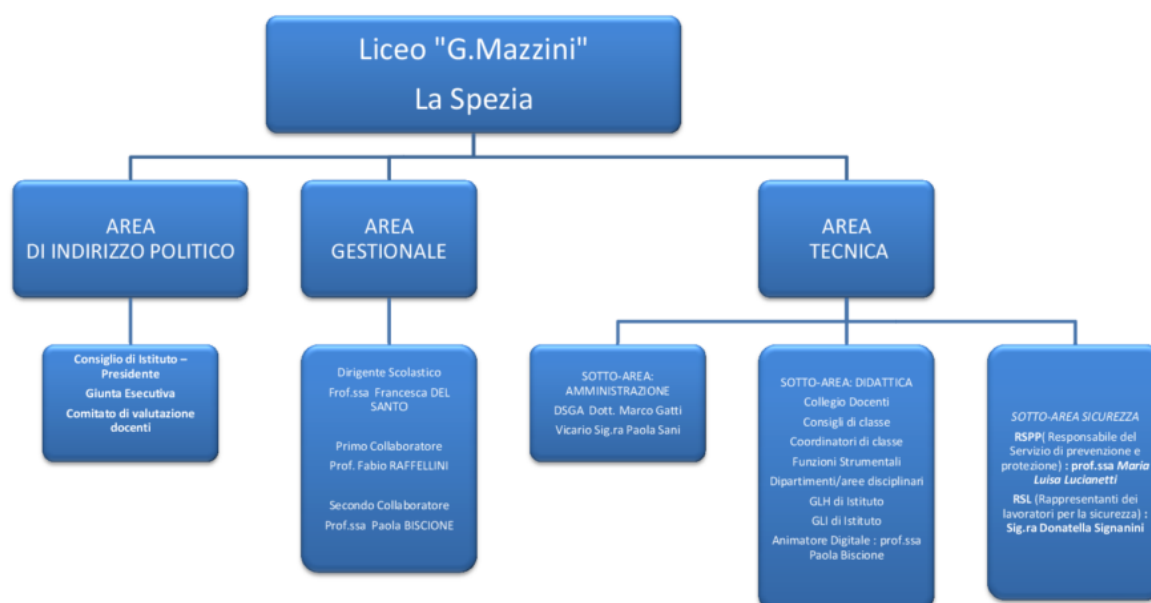 Liceo "G.Mazzini"
La Spezia
AREA
DI INDIRIZZO POLITICO
AREA
GESTIONALE
AREA
TECNICA
Consiglio di Istituto –
Presidente
Giunta Esecutiva
Comitato di valutazione
docenti
Dirigente Scolastico
Frof.ssa Francesca DEL
SANTO
Primo Collaboratore
Prof. Fabio RAFFELLINI
Secondo Collaboratore
Prof.ssa Paola BISCIONE
SOTTO-AREA:
AMMINISTRAZIONE
DSGA Dott. Marco Gatti
Vicario Sig.ra Paola Sani
SOTTO-AREA: DIDATTICA
Collegio Docenti
Consigli di classe
Coordinatori di classe
Funzioni Strumentali
Dipartimenti/aree disciplinari
GLH di Istituto
GLI di Istituto
Animatore Digitale : prof.ssa
Paola Biscione
SOTTO-AREA SICUREZZA
RSPP( Responsabile del
Servizio di prevenzione e
protezione) : prof.ssa Maria
Luisa Lucianetti
RSL (Rappresentanti dei
lavoratori per la sicurezza) :
Sig.ra Donatella Signanini